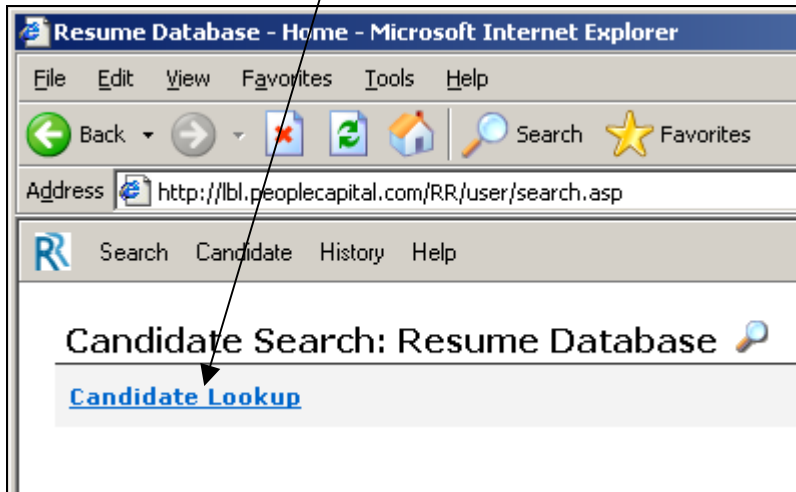 Resume Database - Home - Microsoft Internet Explorer
File Edit View Favorites Tools Help
Back Search Favorites
Address http://lbl.peoplecapital.com/RR/user/search.asp
RR Search Candidate History Help
Candidate Search: Resume Database
Candidate Lookup